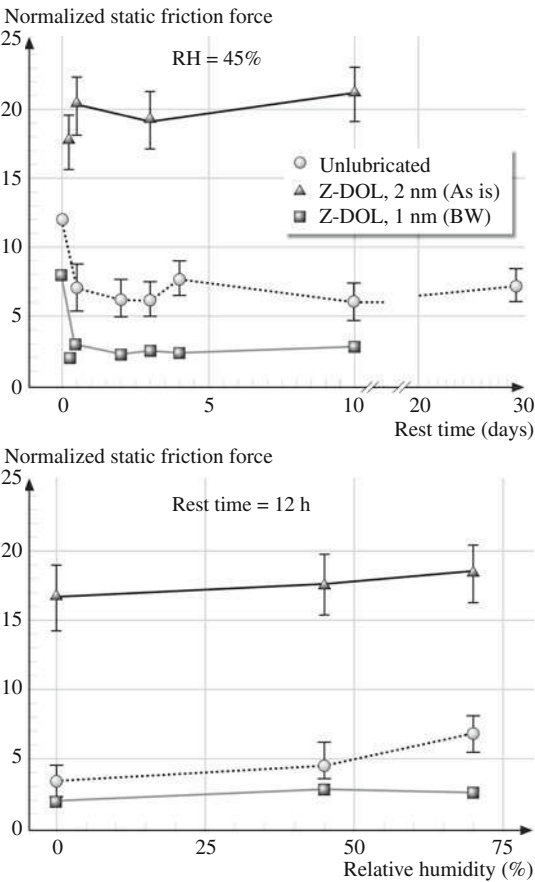 Normalized static friction force
25
RH = 45%
20
15
Unlubricated
Z-DOL, 2 nm (As is)
Z-DOL, 1 nm (BW)
10
5
0
0 5 10 20 30
Rest time (days)
Normalized static friction force
25
Rest time = 12 h
20
15
10
5
0
0 25 50 75
Relative humidity (%)